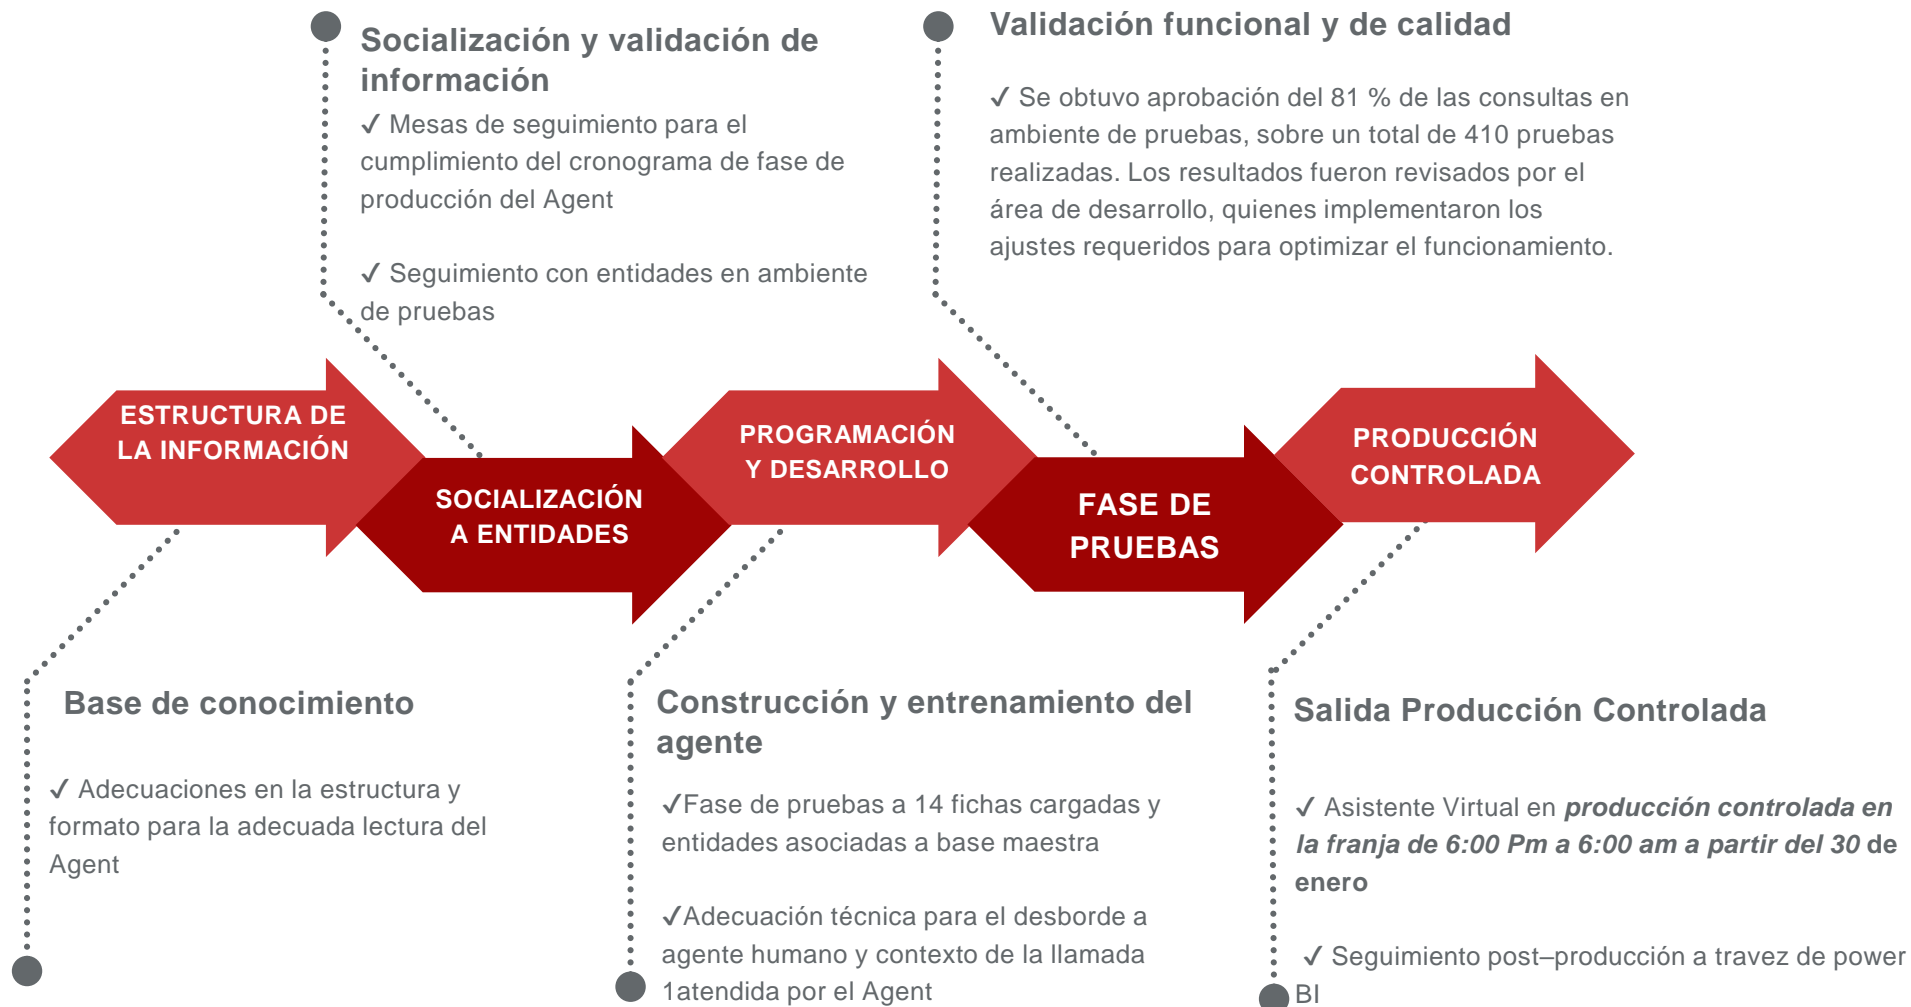 Socialización y validación de
información
✓ Mesas de seguimiento para el
cumplimiento del cronograma de fase de
producción del Agent
✓ Seguimiento con entidades en ambiente
de pruebas
Validación funcional y de calidad
✓ Se obtuvo aprobación del 81 % de las consultas en
ambiente de pruebas, sobre un total de 410 pruebas
realizadas. Los resultados fueron revisados por el
área de desarrollo, quienes implementaron los
ajustes requeridos para optimizar el funcionamiento.
ESTRUCTURA DE
LA INFORMACIÓN
SOCIALIZACIÓN
A ENTIDADES
PROGRAMACIÓN
Y DESARROLLO
FASE DE
PRUEBAS
PRODUCCIÓN
CONTROLADA
Base de conocimiento
✓ Adecuaciones en la estructura y
formato para la adecuada lectura del
Agent
Construcción y entrenamiento del
agente
✓Fase de pruebas a 14 fichas cargadas y
entidades asociadas a base maestra
✓Adecuación técnica para el desborde a
agente humano y contexto de la llamada
1atendida por el Agent
Salida Producción Controlada
✓ Asistente Virtual en producción controlada en
la franja de 6:00 Pm a 6:00 am a partir del 30 de
enero
✓ Seguimiento post–producción a travez de power
BI